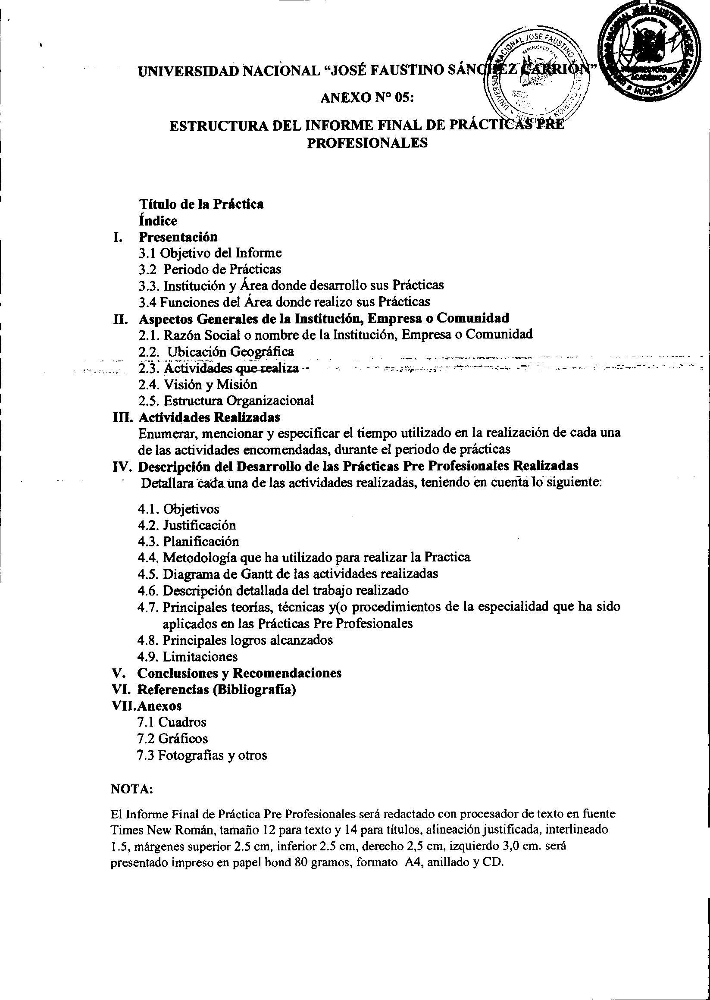 UNIVERSIDAD NACIONAL “JOSÉ FAUSTINO SÁNCHEZ CARRIÓN”
ANEXO N° 05:
ESTRUCTURA DEL INFORME FINAL DE PRÁCTICAS PRE
PROFESIONALES
Título de la Práctica
Índice
I. Presentación
3.1 Objetivo del Informe
3.2 Periodo de Prácticas
3.3. Institución y Área donde desarrollo sus Prácticas
3.4 Funciones del Área donde realizo sus Prácticas
II. Aspectos Generales de la Institución, Empresa o Comunidad
2.1. Razón Social o nombre de la Institución, Empresa o Comunidad
2.2. Ubicación Geográfica
2.3. Actividades que realiza
2.4. Visión y Misión
2.5. Estructura Organizacional
III. Actividades Realizadas
Enumerar, mencionar y especificar el tiempo utilizado en la realización de cada una
de las actividades encomendadas, durante el periodo de prácticas
IV. Descripción del Desarrollo de las Prácticas Pre Profesionales Realizadas
Detallara cada una de las actividades realizadas, teniendo en cuenta lo siguiente:
4.1. Objetivos
4.2. Justificación
4.3. Planificación
4.4. Metodología que ha utilizado para realizar la Practica
4.5. Diagrama de Gantt de las actividades realizadas
4.6. Descripción detallada del trabajo realizado
4.7. Principales teorías, técnicas y(o procedimientos de la especialidad que ha sido
aplicados en las Prácticas Pre Profesionales
4.8. Principales logros alcanzados
4.9. Limitaciones
V. Conclusiones y Recomendaciones
VI. Referencias (Bibliografía)
VII.Anexos
7.1 Cuadros
7.2 Gráficos
7.3 Fotografías y otros
NOTA:
El Informe Final de Práctica Pre Profesionales será redactado con procesador de texto en fuente
Times New Román, tamaño 12 para texto y 14 para títulos, alineación justificada, interlineado
1.5, márgenes superior 2.5 cm, inferior 2.5 cm, derecho 2,5 cm, izquierdo 3,0 cm. será
presentado impreso en papel bond 80 gramos, formato A4, anillado y CD.